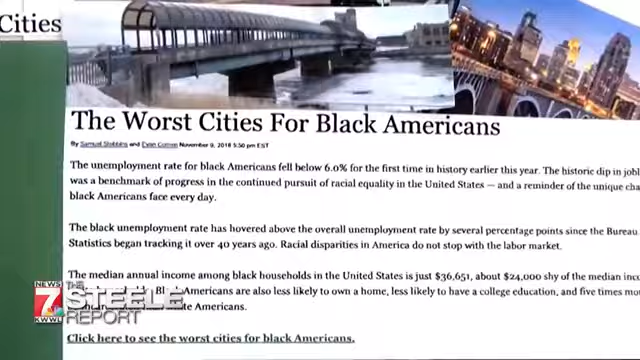 Cities
The Worst Cities For Black Americans
By Samuel Stebbins and Evan Comen November 9, 2018 5:50 pm EST
The unemployment rate for black Americans fell below 6.0% for the first time in history earlier this year. The historic dip in
was a benchmark of progress in the continued pursuit of racial equality in the United States — and a reminder of the unique
black Americans face every day.
The black unemployment rate has hovered above the overall unemployment rate by several percentage points since the Bureau
Statistics began tracking it over 40 years ago. Racial disparities in America do not stop with the labor market.
The median annual income among black households in the United States is just $36,651, about $24,000 shy of the median
Americans are also less likely to own a home, less likely to have a college education, and five times
Americans.
NEWS
7
KWWL
THE
STEELE
REPORT
Click here to see the worst cities for black Americans.